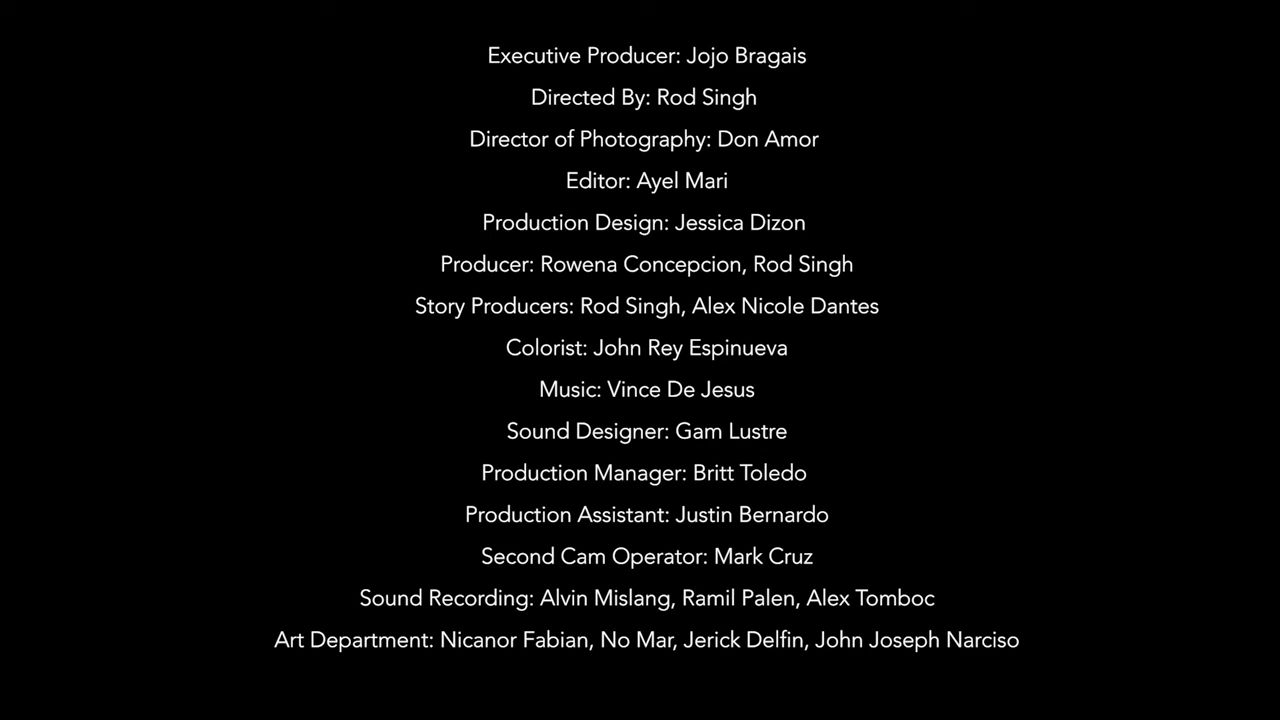 Executive Producer: Jojo Bragais
Directed By: Rod Singh
Director of Photography: Don Amor
Editor: Ayel Mari
Production Design: Jessica Dizon
Producer: Rowena Concepcion, Rod Singh
Story Producers: Rod Singh, Alex Nicole Dantes
Colorist: John Rey Espinueva
Music: Vince De Jesus
Sound Designer: Gam Lustre
Production Manager: Britt Toledo
Production Assistant: Justin Bernardo
Second Cam Operator: Mark Cruz
Sound Recording: Alvin Mislang, Ramil Palen, Alex Tomboc
Art Department: Nicanor Fabian, No Mar, Jerick Delfin, John Joseph Narciso